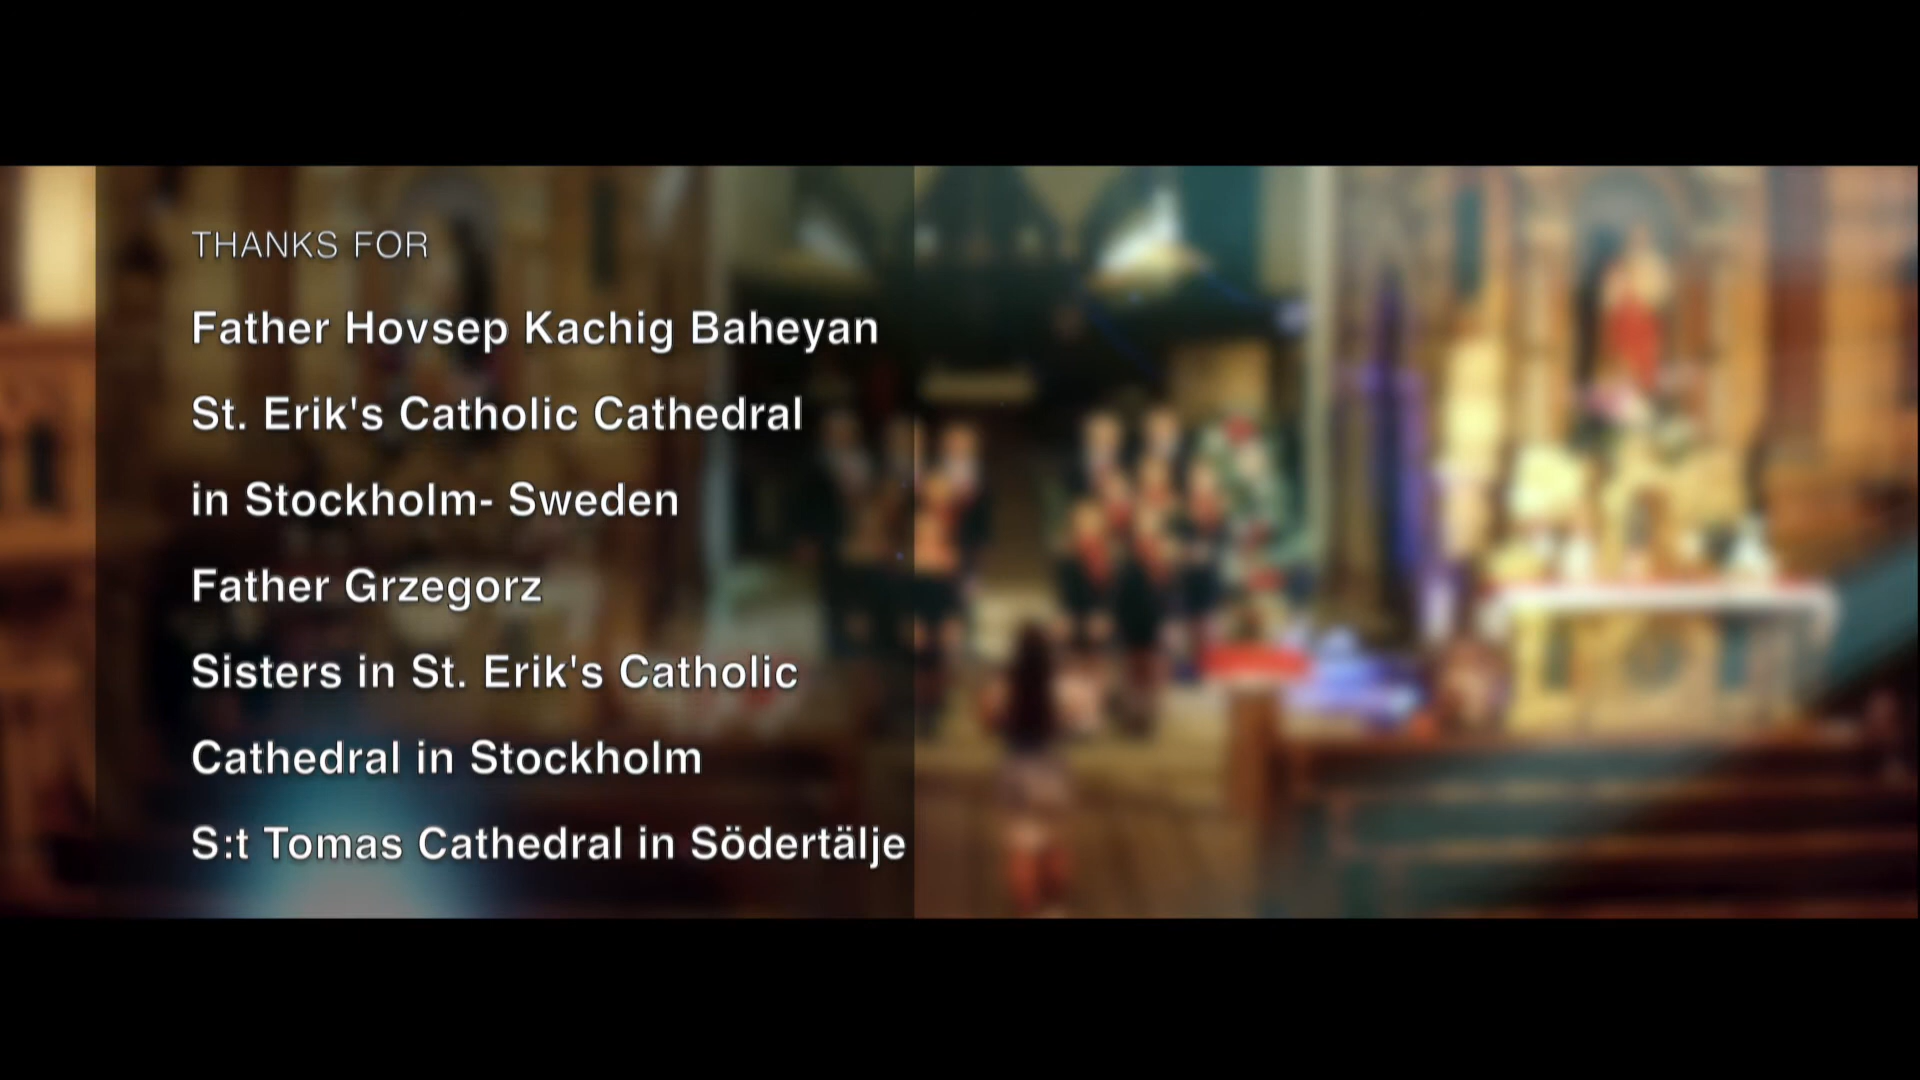 THANKS FOR
Father Hovsep Kachig Baheyan
St. Erik's Catholic Cathedral
in Stockholm- Sweden
Father Grzegorz
Sisters in St. Erik's Catholic
Cathedral in Stockholm
S:t Tomas Cathedral in Södertälje